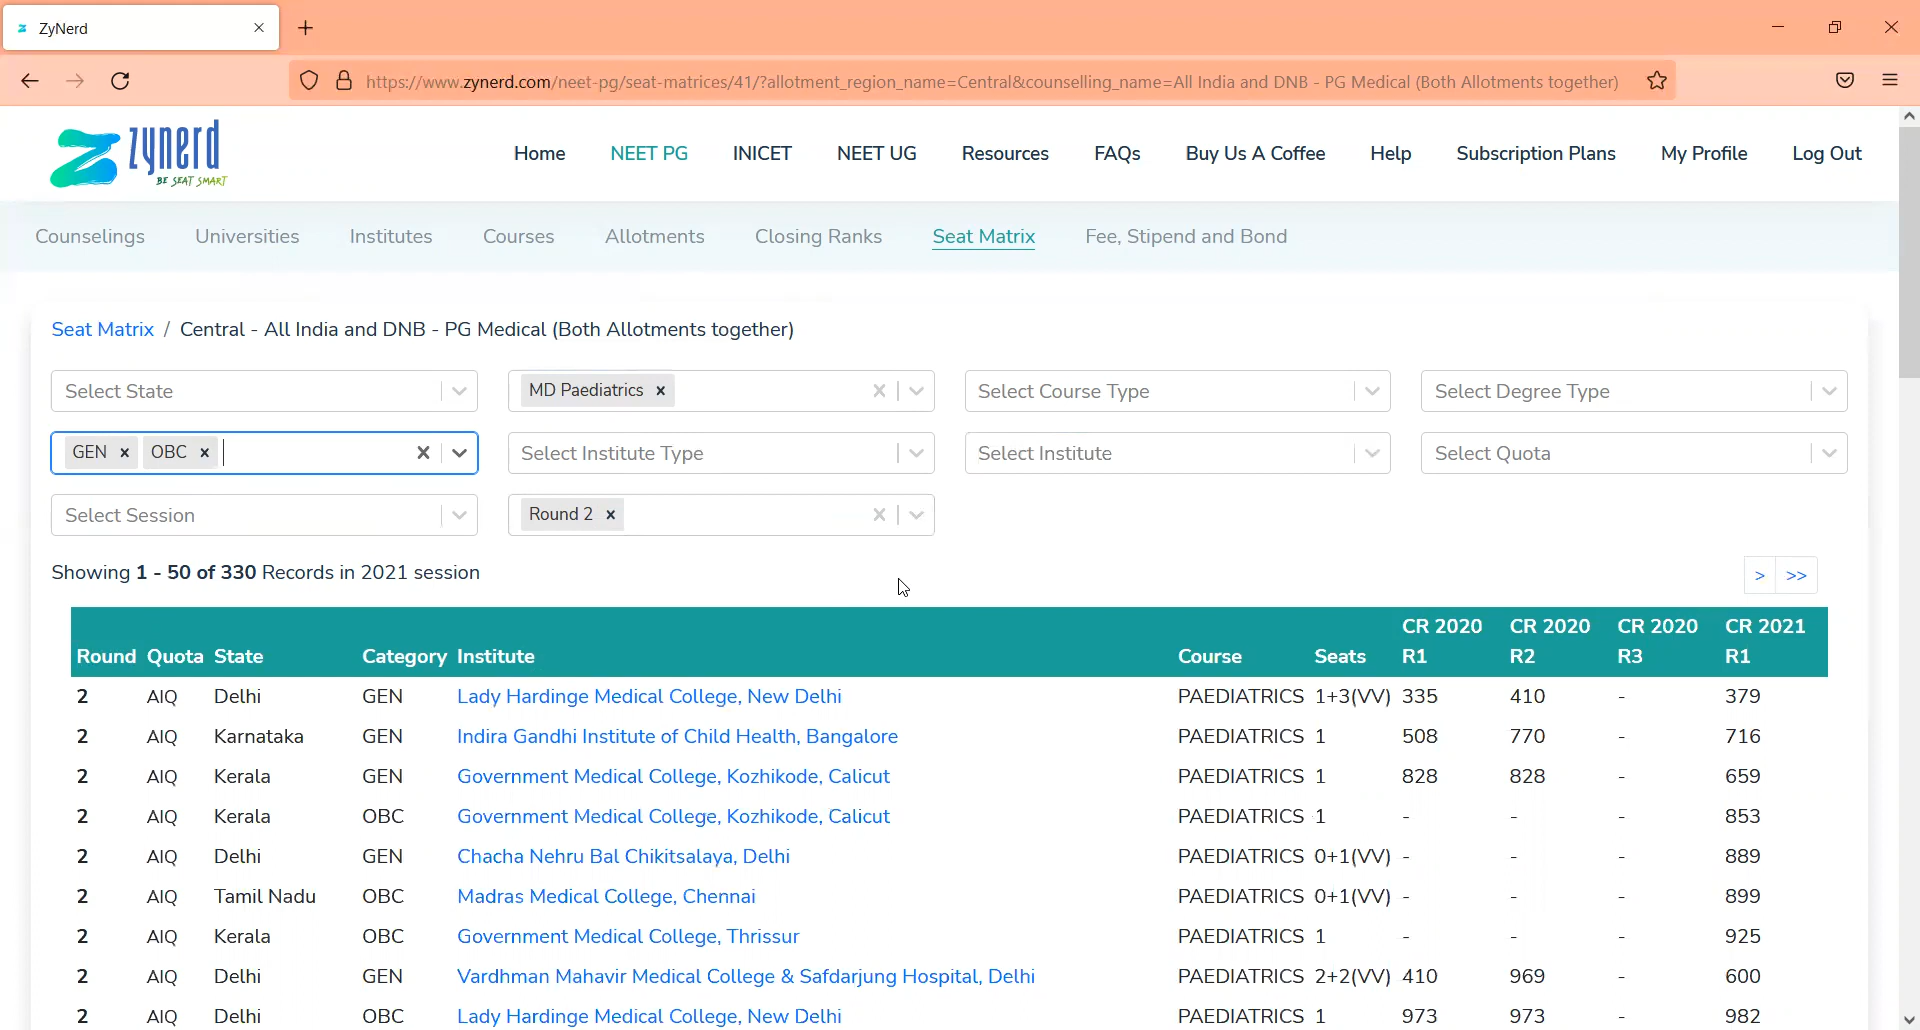 ZyNerd
https://www.zynerd.com/neet-pg/seat-matrices/41/?allotment_region_name=Central&counselling_name=All India and DNB - PG Medical (Both Allotments together)
zynerd
BE SEAT SMART
Home NEET PG INICET NEET UG Resources FAQs Buy Us A Coffee Help Subscription Plans My Profile Log Out
Counselings Universities Institutes Courses Allotments Closing Ranks Seat Matrix Fee, Stipend and Bond
Seat Matrix / Central - All India and DNB - PG Medical (Both Allotments together)
Select State MD Paediatrics × Select Course Type Select Degree Type
GEN × OBC × Select Institute Type Select Institute Select Quota
Select Session Round 2 ×
Showing 1 - 50 of 330 Records in 2021 session > >>
Round Quota State Category Institute Course Seats CR 2020 R1 CR 2020 R2 CR 2020 R3 CR 2021 R1
2 AIQ Delhi GEN Lady Hardinge Medical College, New Delhi PAEDIATRICS 1+3(VV) 335 410 - 379
2 AIQ Karnataka GEN Indira Gandhi Institute of Child Health, Bangalore PAEDIATRICS 1 508 770 - 716
2 AIQ Kerala GEN Government Medical College, Kozhikode, Calicut PAEDIATRICS 1 828 828 - 659
2 AIQ Kerala OBC Government Medical College, Kozhikode, Calicut PAEDIATRICS 1 - - - 853
2 AIQ Delhi GEN Chacha Nehru Bal Chikitsalaya, Delhi PAEDIATRICS 0+1(VV) - - - 889
2 AIQ Tamil Nadu OBC Madras Medical College, Chennai PAEDIATRICS 0+1(VV) - - - 899
2 AIQ Kerala OBC Government Medical College, Thrissur PAEDIATRICS 1 - - - 925
2 AIQ Delhi GEN Vardhman Mahavir Medical College & Safdarjung Hospital, Delhi PAEDIATRICS 2+2(VV) 410 969 - 600
2 AIQ Delhi OBC Lady Hardinge Medical College, New Delhi PAEDIATRICS 1 973 973 - 982